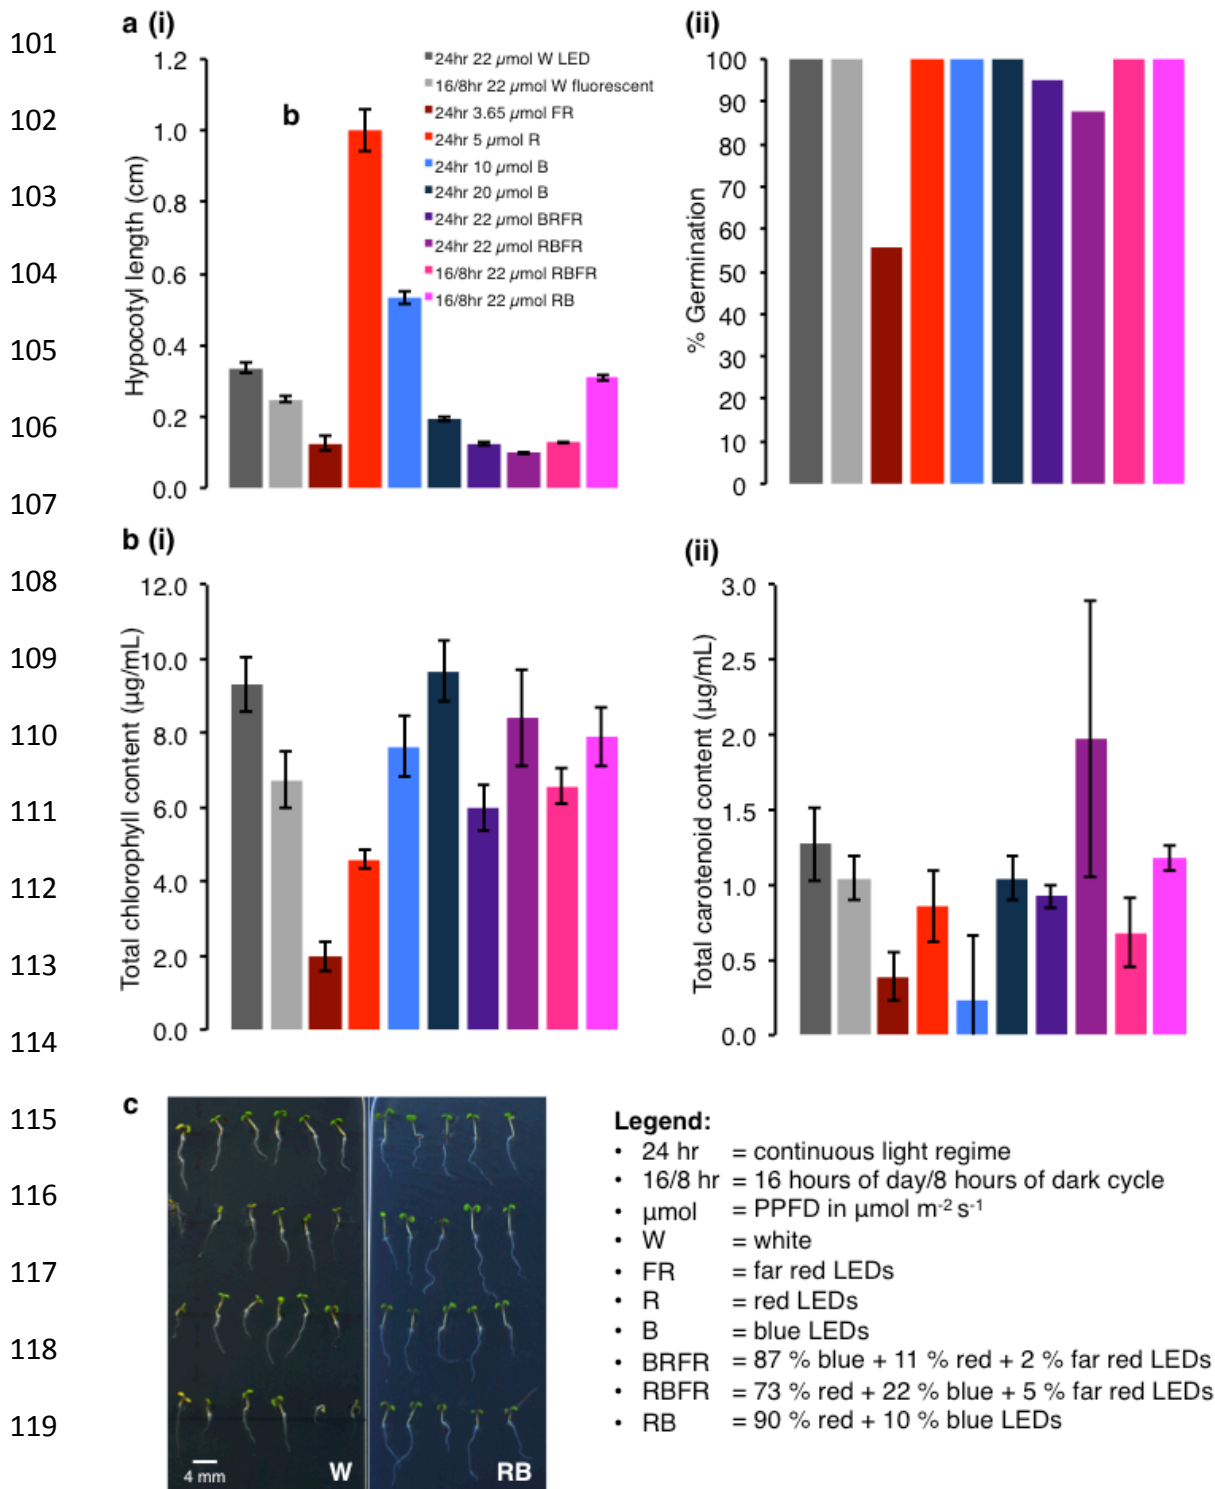 101
102
103
104
105
106
107
108
109
110
111
112
113
114
115
116
117
118
119
a (i)
1.2
1.0
0.8
0.6
0.4
0.2
0.0
Hypocotyl length (cm)
b
24hr 22 µmol W LED
16/8hr 22 µmol W fluorescent
24hr 3.65 µmol FR
24hr 5 µmol R
24hr 10 µmol B
24hr 20 µmol B
24hr 22 µmol BRFR
24hr 22 µmol RBFR
16/8hr 22 µmol RBFR
16/8hr 22 µmol RB
(ii)
100
90
100
80
60
50
40
30
20
10
0
% Germination
b (i)
12.0
10.0
8.0
6.0
4.0
2.0
0.0
Total chlorophyll content (µg/mL)
(ii)
3.0
2.5
2.0
1.5
1.0
0.5
0.0
Total carotenoid content (µg/mL)
c
4 mm
W
RB
Legend:
• 24 hr = continuous light regime
• 16/8 hr = 16 hours of day/8 hours of dark cycle
• µmol = PPFD in µmol m⁻² s⁻¹
• W = white
• FR = far red LEDs
• R = red LEDs
• B = blue LEDs
• BRFR = 87 % blue + 11 % red + 2 % far red LEDs
• RBFR = 73 % red + 22 % blue + 5 % far red LEDs
• RB = 90 % red + 10 % blue LEDs